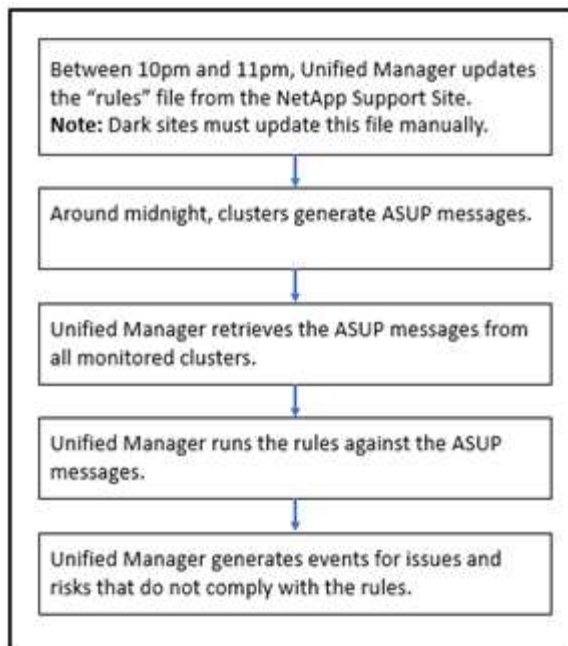 Between 10pm and 11pm, Unified Manager updates
the “rules” file from the NetApp Support Site.
Note: Dark sites must update this file manually.
Around midnight, clusters generate ASUP messages.
Unified Manager retrieves the ASUP messages from
all monitored clusters.
Unified Manager runs the rules against the ASUP
messages.
Unified Manager generates events for issues and
risks that do not comply with the rules.